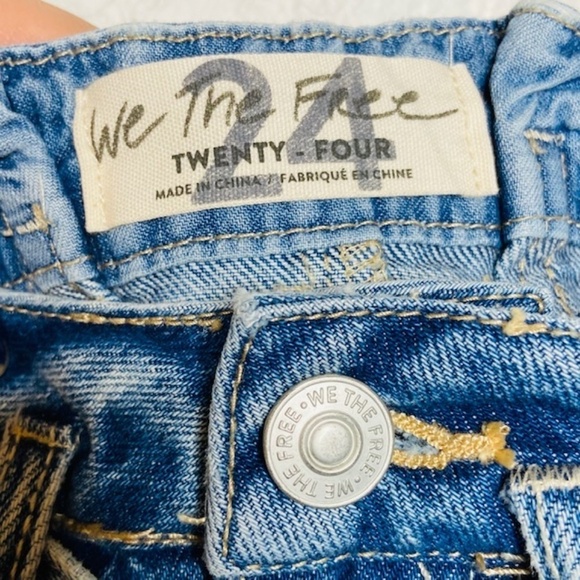 24
We The Free
TWENTY - FOUR
MADE IN CHINA / FABRIQUÉ EN CHINE
WE THE FREE • WE THE FREE •